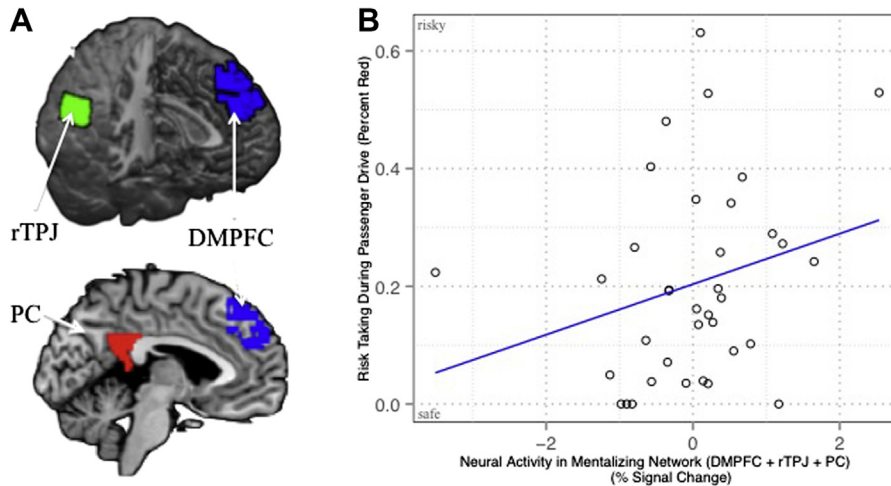 A
rTPJ
DMPFC
PC
B
risky
0.6
0.4
0.2
0.0
safe
Risk Taking During Passenger Drive (Percent Red)
−2
0
2
Neural Activity in Mentalizing Network (DMPFC + rTPJ + PC)
(% Signal Change)